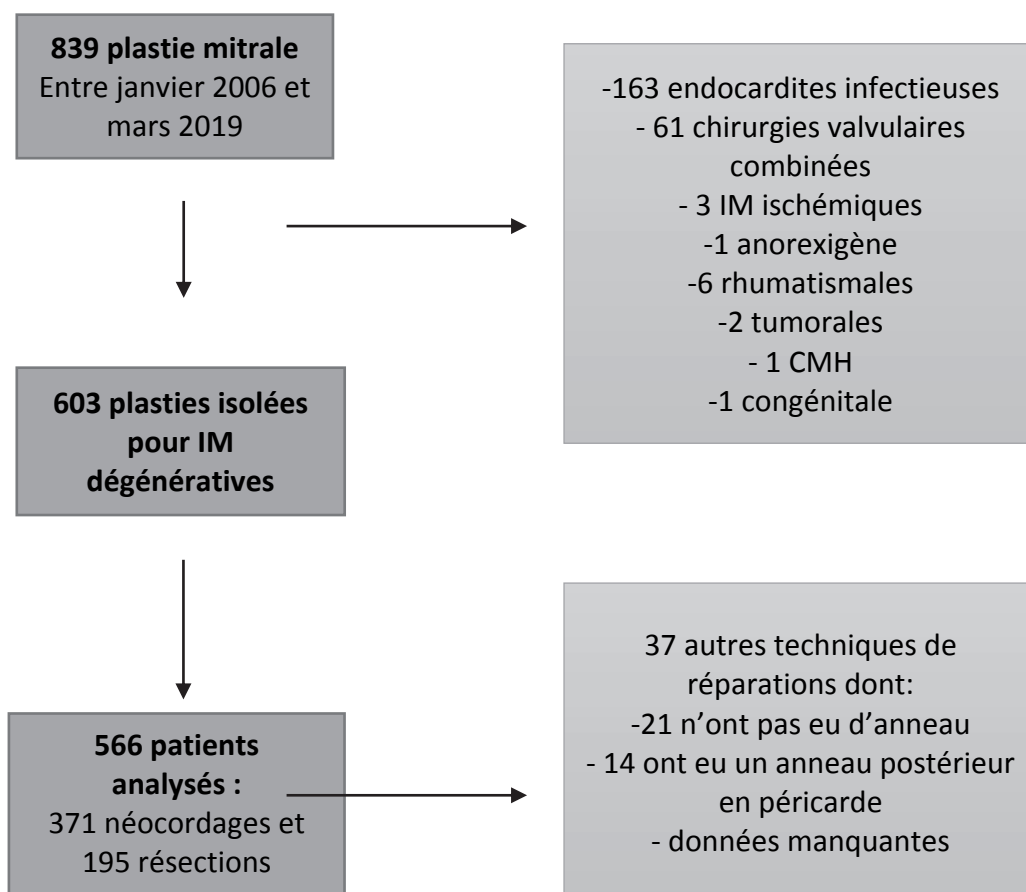 839 plastie mitrale
Entre janvier 2006 et
mars 2019
-163 endocardites infectieuses
- 61 chirurgies valvulaires
combinées
- 3 IM ischémiques
-1 anorexigène
-6 rhumatismales
-2 tumorales
- 1 CMH
-1 congénitale
603 plasties isolées
pour IM
dégénératives
37 autres techniques de
réparations dont:
-21 n’ont pas eu d’anneau
- 14 ont eu un anneau postérieur
en péricarde
- données manquantes
566 patients
analysés :
371 néocordages et
195 résections